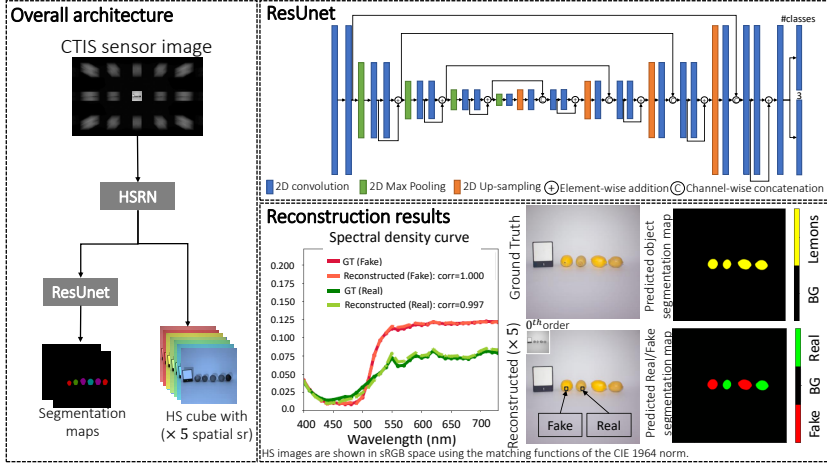 Overall architecture
CTIS sensor image
HSRN
ResUnet
Segmentation
maps
HS cube with
(× 5 spatial sr)
ResUnet
#classes
3
2D convolution
2D Max Pooling
2D Up-sampling
+ Element-wise addition
C Channel-wise concatenation
Reconstruction results
Spectral density curve
GT (Fake)
Reconstructed (Fake): corr=1.000
GT (Real)
Reconstructed (Real): corr=0.997
0.200
0.175
0.150
0.125
0.100
0.075
0.050
0.025
0.0
400 450 500 550 600 650 700
Wavelength (nm)
Ground Truth
Reconstructed (× 5)
0th order
Fake
Real
Predicted object
segmentation map
BG Lemons
Predicted Real/Fake
segmentation map
Fake BG Real
HS images are shown in sRGB space using the matching functions of the CIE 1964 norm.